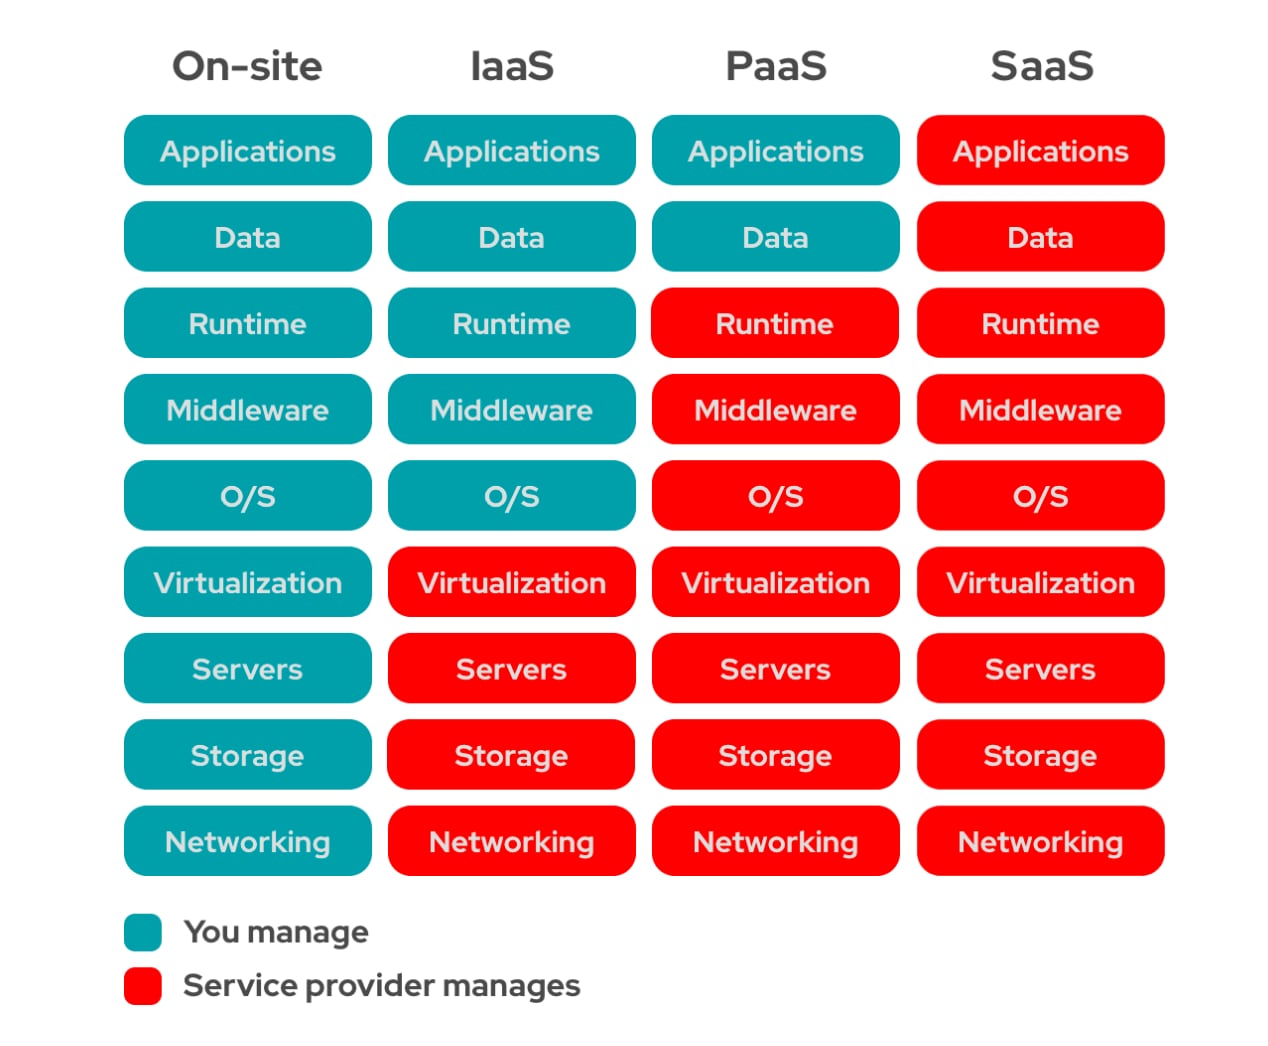 On-site IaaS PaaS SaaS
Applications Applications Applications Applications
Data Data Data Data
Runtime Runtime Runtime Runtime
Middleware Middleware Middleware Middleware
O/S O/S O/S O/S
Virtualization Virtualization Virtualization Virtualization
Servers Servers Servers Servers
Storage Storage Storage Storage
Networking Networking Networking Networking
You manage
Service provider manages